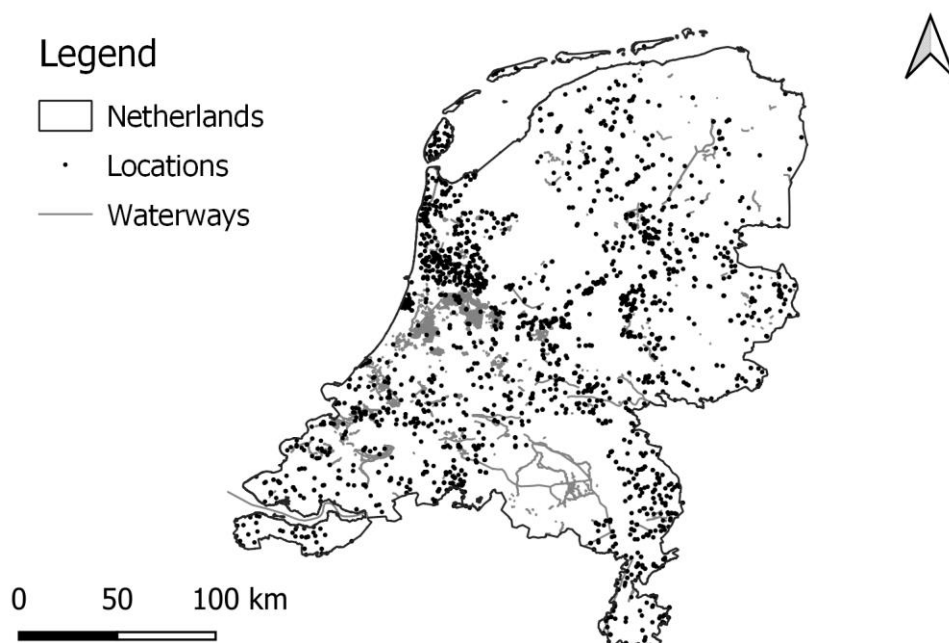 Legend
Netherlands
Locations
Waterways
0 50 100 km